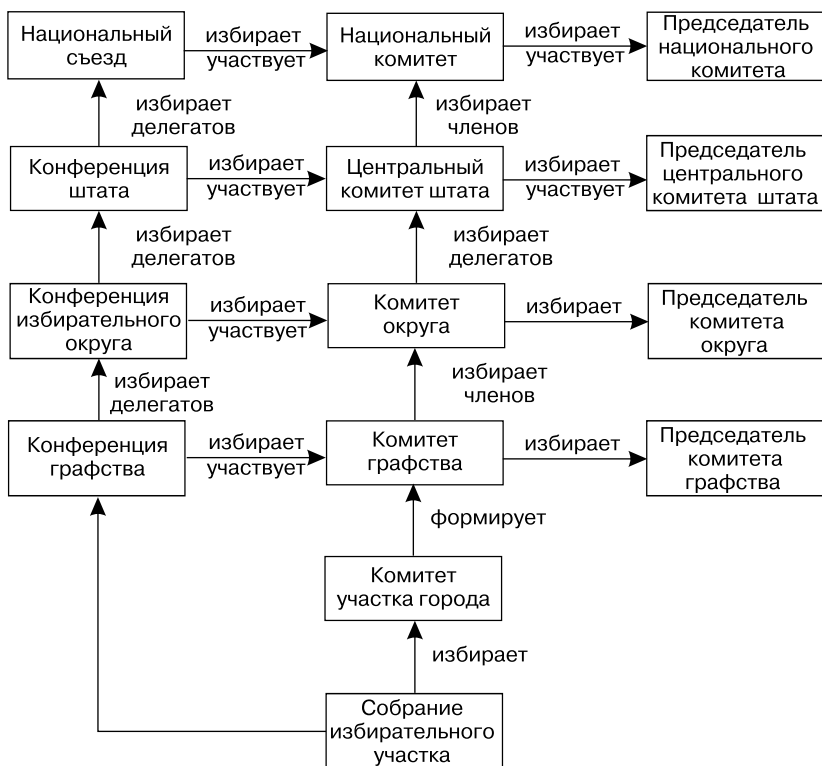 Национальный
съезд
избирает
участвует
Национальный
комитет
избирает
участвует
Председатель
национального
комитета
избирает
делегатов
избирает
членов
Конференция
штата
избирает
участвует
Центральный
комитет штата
избирает
участвует
Председатель
центрального
комитета штата
избирает
делегатов
избирает
делегатов
Конференция
избирательного
округа
избирает
участвует
Комитет
округа
избирает
Председатель
комитета
округа
избирает
делегатов
избирает
членов
Конференция
графства
избирает
участвует
Комитет
графства
избирает
Председатель
комитета
графства
формирует
Комитет
участка города
избирает
Собрание
избирательного
участка